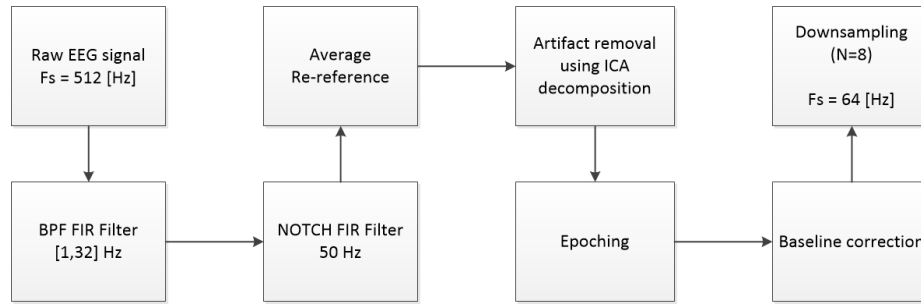 Raw EEG signal
Fs = 512 [Hz]
BPF FIR Filter
[1,32] Hz
NOTCH FIR Filter
50 Hz
Average
Re-reference
Artifact removal
using ICA
decomposition
Epoching
Baseline correction
Downsampling
(N=8)
Fs = 64 [Hz]